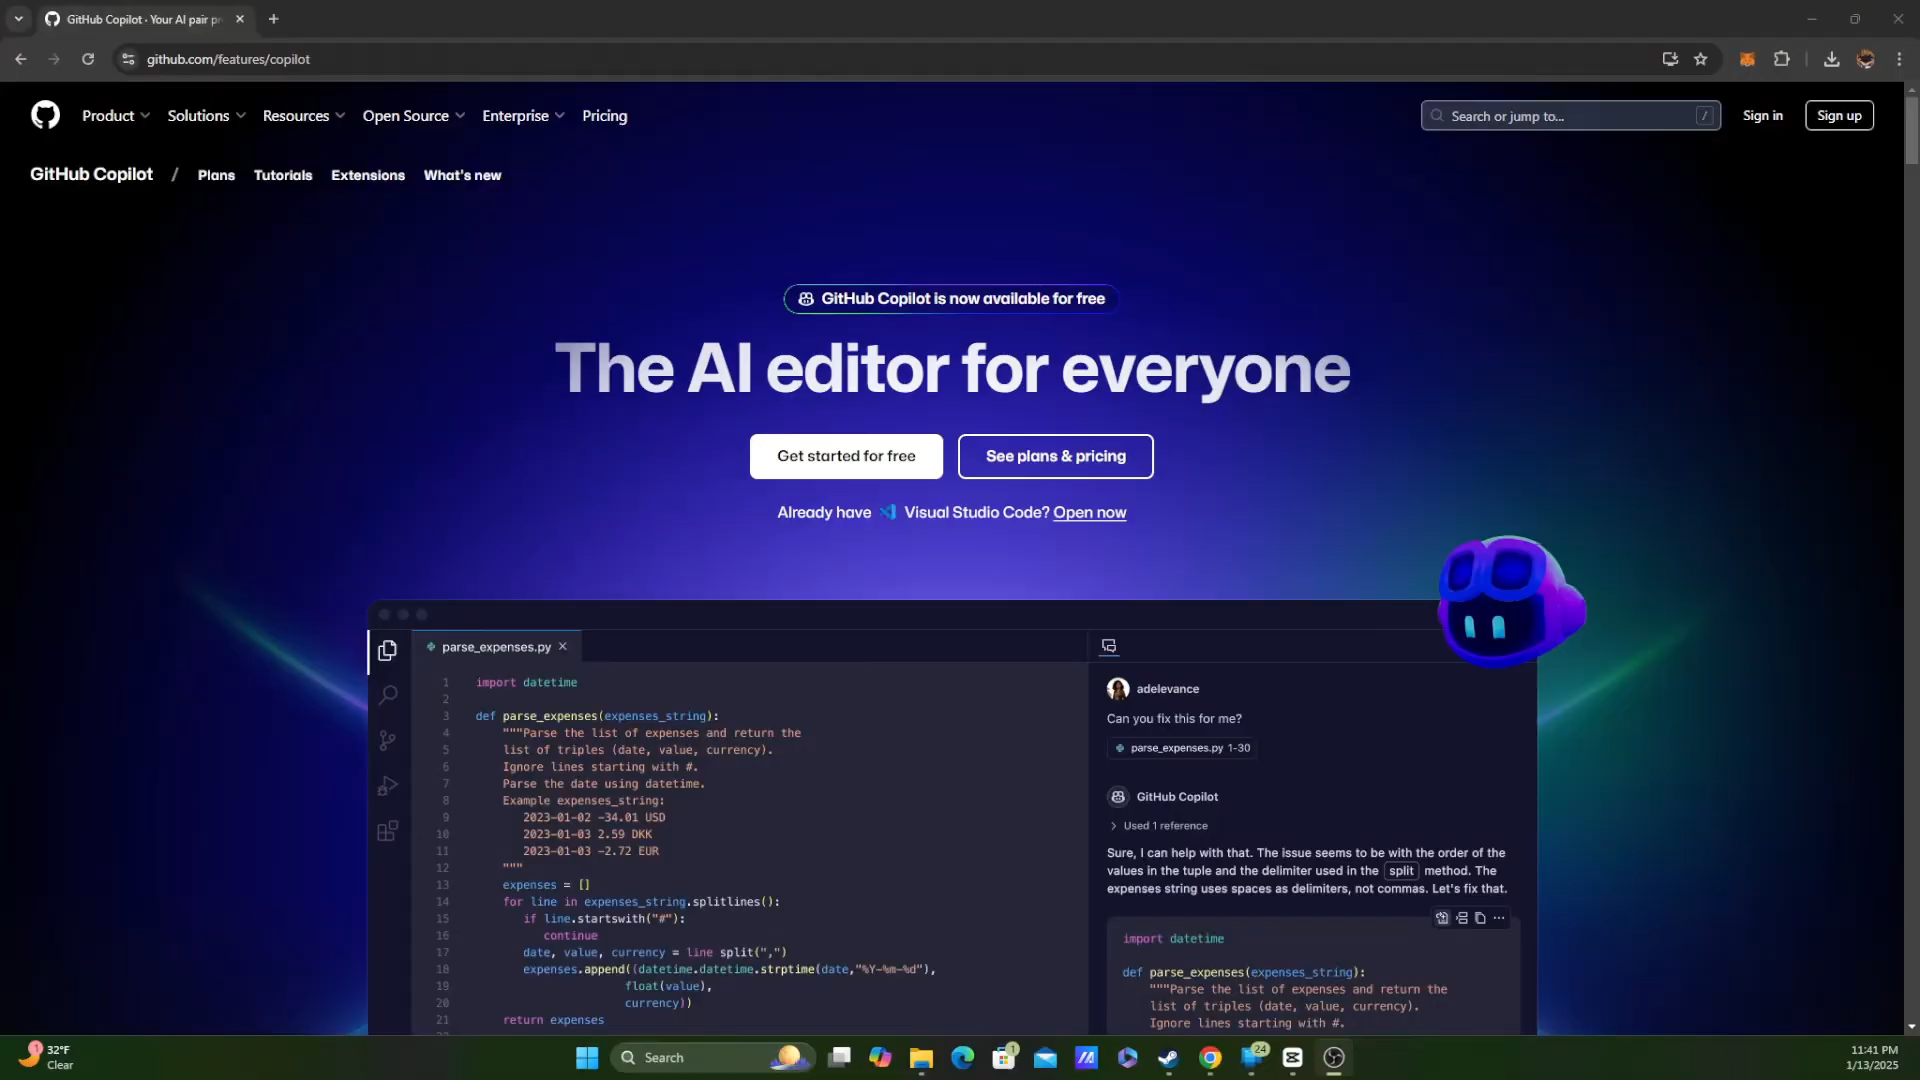 GitHub Copilot · Your AI pair pr
github.com/features/copilot
Product Solutions Resources Open Source Enterprise Pricing
Search or jump to... /
Sign in
Sign up
GitHub Copilot / Plans Tutorials Extensions What's new
GitHub Copilot is now available for free
The AI editor for everyone
Get started for free
See plans & pricing
Already have Visual Studio Code? Open now
parse_expenses.py
1 import datetime
2
3 def parse_expenses(expenses_string):
4 """Parse the list of expenses and return the
5 list of triples (date, value, currency).
6 Ignore lines starting with #.
7 Parse the date using datetime.
8 Example expenses_string:
9 2023-01-02 -34.01 USD
10 2023-01-03 2.59 DKK
11 2023-01-03 -2.72 EUR
12 """
13 expenses = []
14 for line in expenses_string.splitlines():
15 if line.startswith("#"):
16 continue
17 date, value, currency = line split(",")
18 expenses.append((datetime.datetime.strptime(date,"%Y-%m-%d"),
19 float(value),
20 currency))
21 return expenses
adelevance
Can you fix this for me?
parse_expenses.py 1-30
GitHub Copilot
Used 1 reference
Sure, I can help with that. The issue seems to be with the order of the
values in the tuple and the delimiter used in the split method. The
expenses string uses spaces as delimiters, not commas. Let's fix that.
import datetime
def parse_expenses(expenses_string):
"""Parse the list of expenses and return the
list of triples (date, value, currency).
Ignore lines starting with #.
1
32°F
Clear
Search
1
24
11:41 PM
1/13/2025